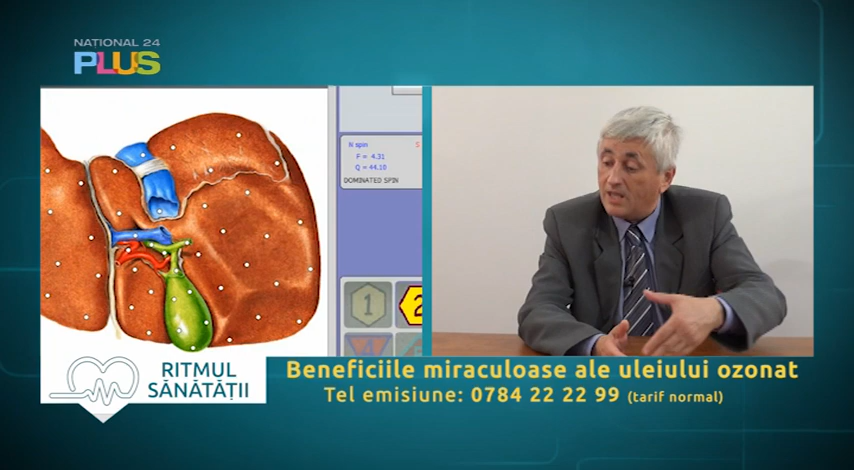 NATIONAL 24
PLUS
N spin
S
F = 4.31
Q = 44.10
DOMINATED SPIN
1
2
4
RITMUL
SĂNĂTĂȚII
Beneficiile miraculoase ale uleiului ozonat
Tel emisiune: 0784 22 22 99 (tarif normal)